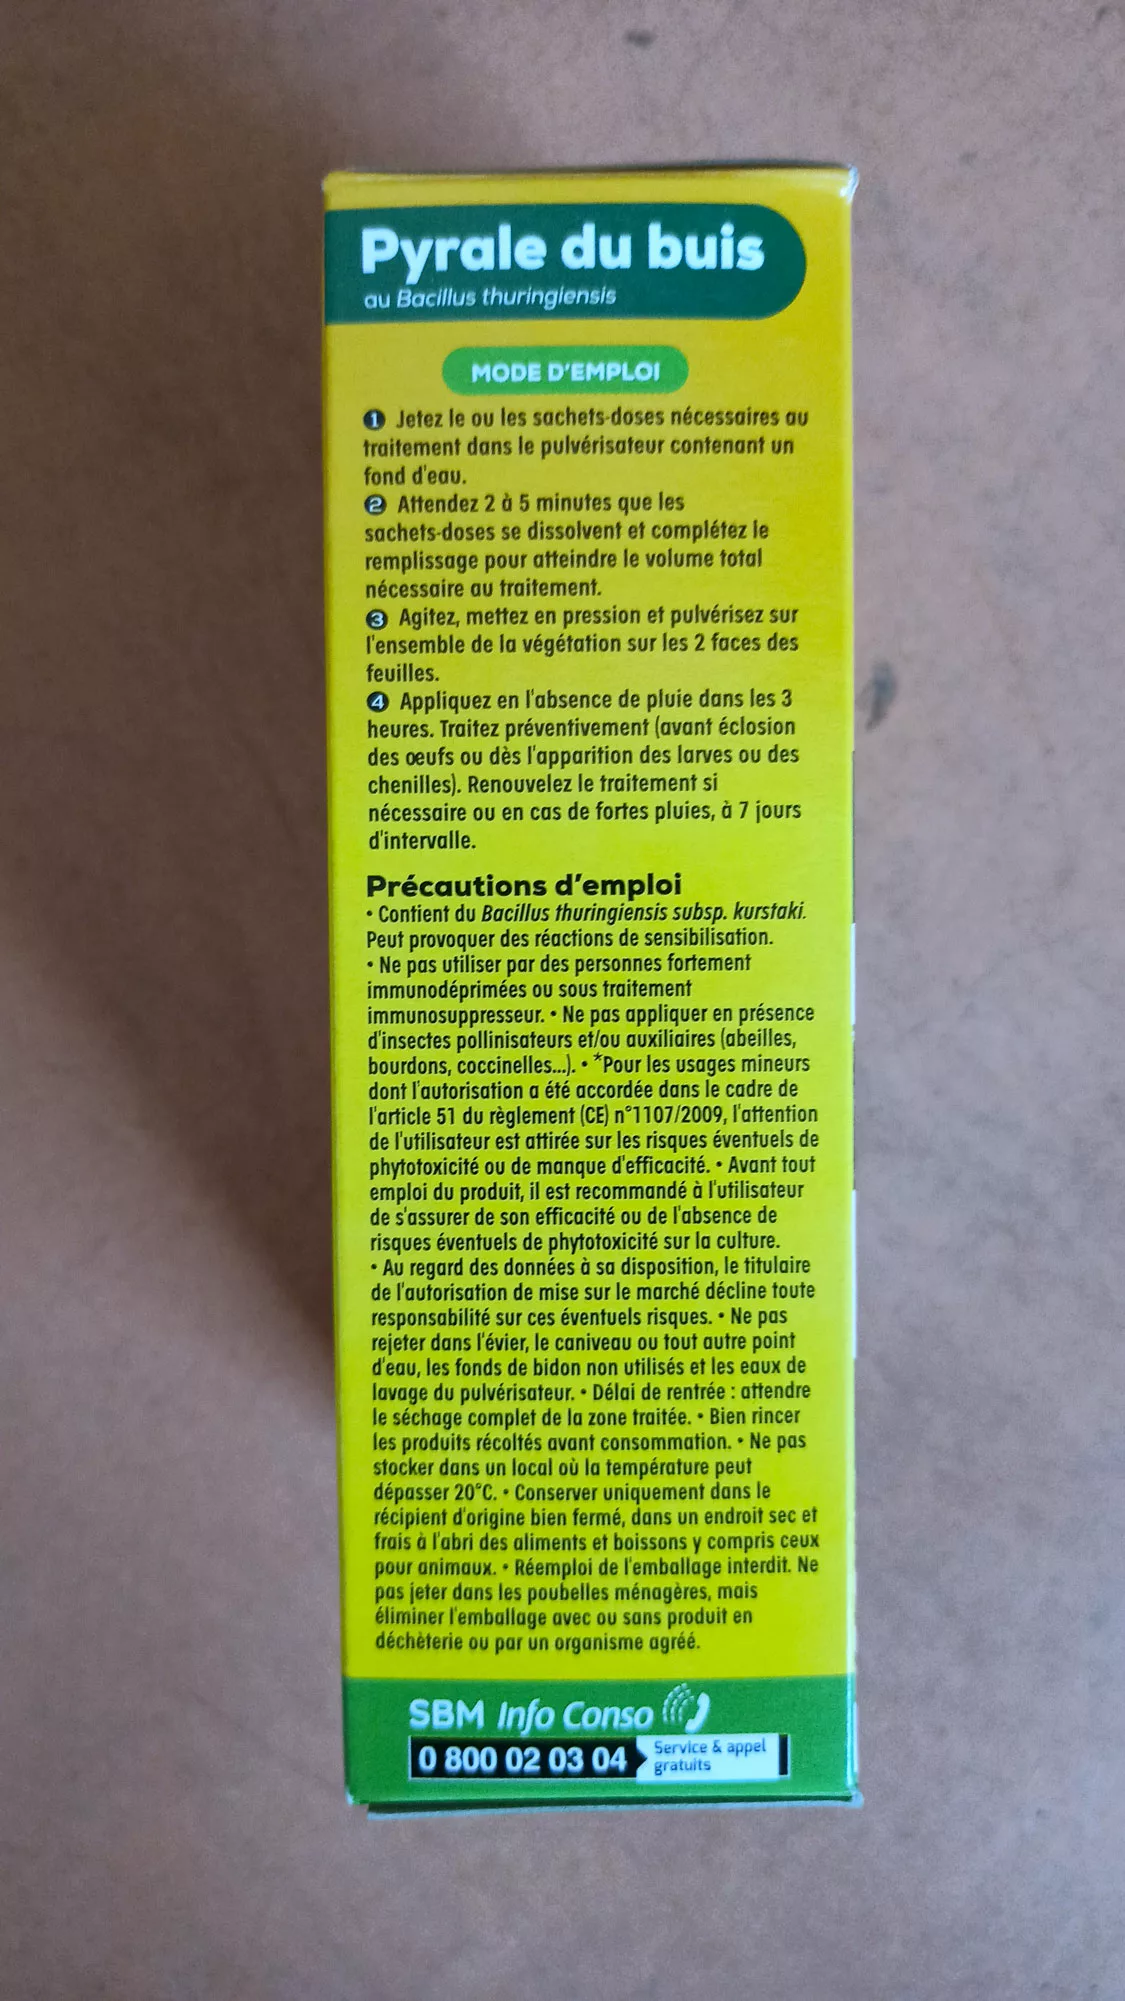 Pyrale du buis
au Bacillus thuringiensis
MODE D'EMPLOI
1 Jetez le ou les sachets-doses nécessaires au
traitement dans le pulvérisateur contenant un
fond d'eau.
2 Attendez 2 à 5 minutes que les
sachets-doses se dissolvent et complétez le
remplissage pour atteindre le volume total
nécessaire au traitement.
3 Agitez, mettez en pression et pulvérisez sur
l'ensemble de la végétation sur les 2 faces des
feuilles.
4 Appliquez en l'absence de pluie dans les 3
heures. Traitez préventivement (avant éclosion
des œufs ou dès l'apparition des larves ou des
chenilles). Renouvelez le traitement si
nécessaire ou en cas de fortes pluies, à 7 jours
d'intervalle.
Précautions d'emploi
• Contient du Bacillus thuringiensis subsp. kurstaki.
Peut provoquer des réactions de sensibilisation.
• Ne pas utiliser par des personnes fortement
immunodéprimées ou sous traitement
immunosuppresseur. • Ne pas appliquer en présence
d'insectes pollinisateurs et/ou auxiliaires (abeilles,
bourdons, coccinelles...). • *Pour les usages mineurs
dont l'autorisation a été accordée dans le cadre de
l'article 51 du règlement (CE) n°1107/2009, l'attention
de l'utilisateur est attirée sur les risques éventuels de
phytotoxicité ou de manque d'efficacité. • Avant tout
emploi du produit, il est recommandé à l'utilisateur
de s'assurer de son efficacité ou de l'absence de
risques éventuels de phytotoxicité sur la culture.
• Au regard des données à sa disposition, le titulaire
de l'autorisation de mise sur le marché décline toute
responsabilité sur ces éventuels risques. • Ne pas
rejeter dans l'évier, le caniveau ou tout autre point
d'eau, les fonds de bidon non utilisés et les eaux de
lavage du pulvérisateur. • Délai de rentrée : attendre
le séchage complet de la zone traitée. • Bien rincer
les produits récoltés avant consommation. • Ne pas
stocker dans un local où la température peut
dépasser 20°C. • Conserver uniquement dans le
récipient d'origine bien fermé, dans un endroit sec et
frais à l'abri des aliments et boissons y compris ceux
pour animaux. • Réemploi de l'emballage interdit. Ne
pas jeter dans les poubelles ménagères, mais
éliminer l'emballage avec ou sans produit en
déchèterie ou par un organisme agréé.
SBM Info Conso
0 800 02 03 04 Service & appel
gratuits